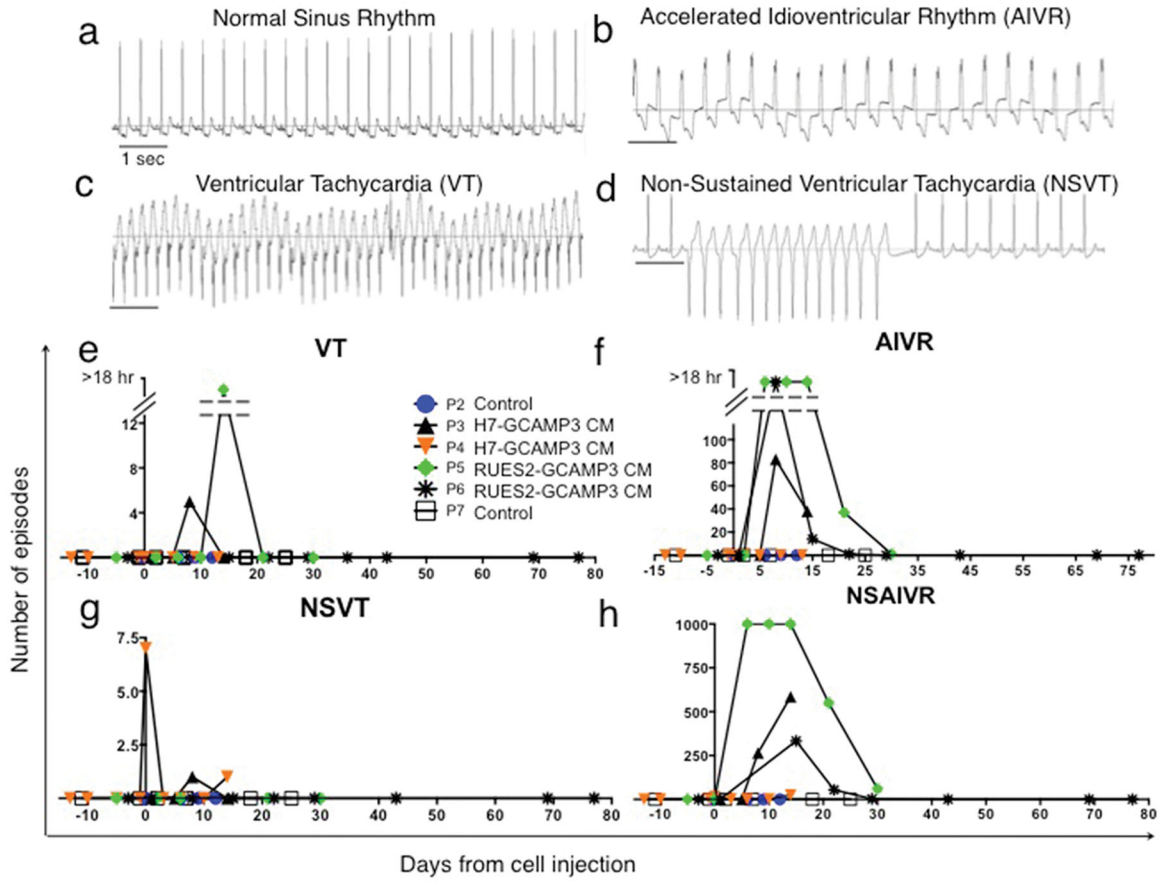 a
Normal Sinus Rhythm
1 sec
b
Accelerated Idioventricular Rhythm (AIVR)
c
Ventricular Tachycardia (VT)
d
Non-Sustained Ventricular Tachycardia (NSVT)
Number of episodes
e
VT
>18 hr
12
8
4
-10 0 10 20 30 40 50 60 70 80
P2 Control
P3 H7-GCAMP3 CM
P4 H7-GCAMP3 CM
P5 RUES2-GCAMP3 CM
P6 RUES2-GCAMP3 CM
P7 Control
f
AIVR
>18 hr
100
80
60
40
20
-15 -5 5 15 25 35 45 55 65 75
g
NSVT
7.5
5.0
2.5
-10 0 10 20 30 40 50 60 70 80
h
NSAIVR
1000
750
500
250
-10 0 10 20 30 40 50 60 70 80
Days from cell injection